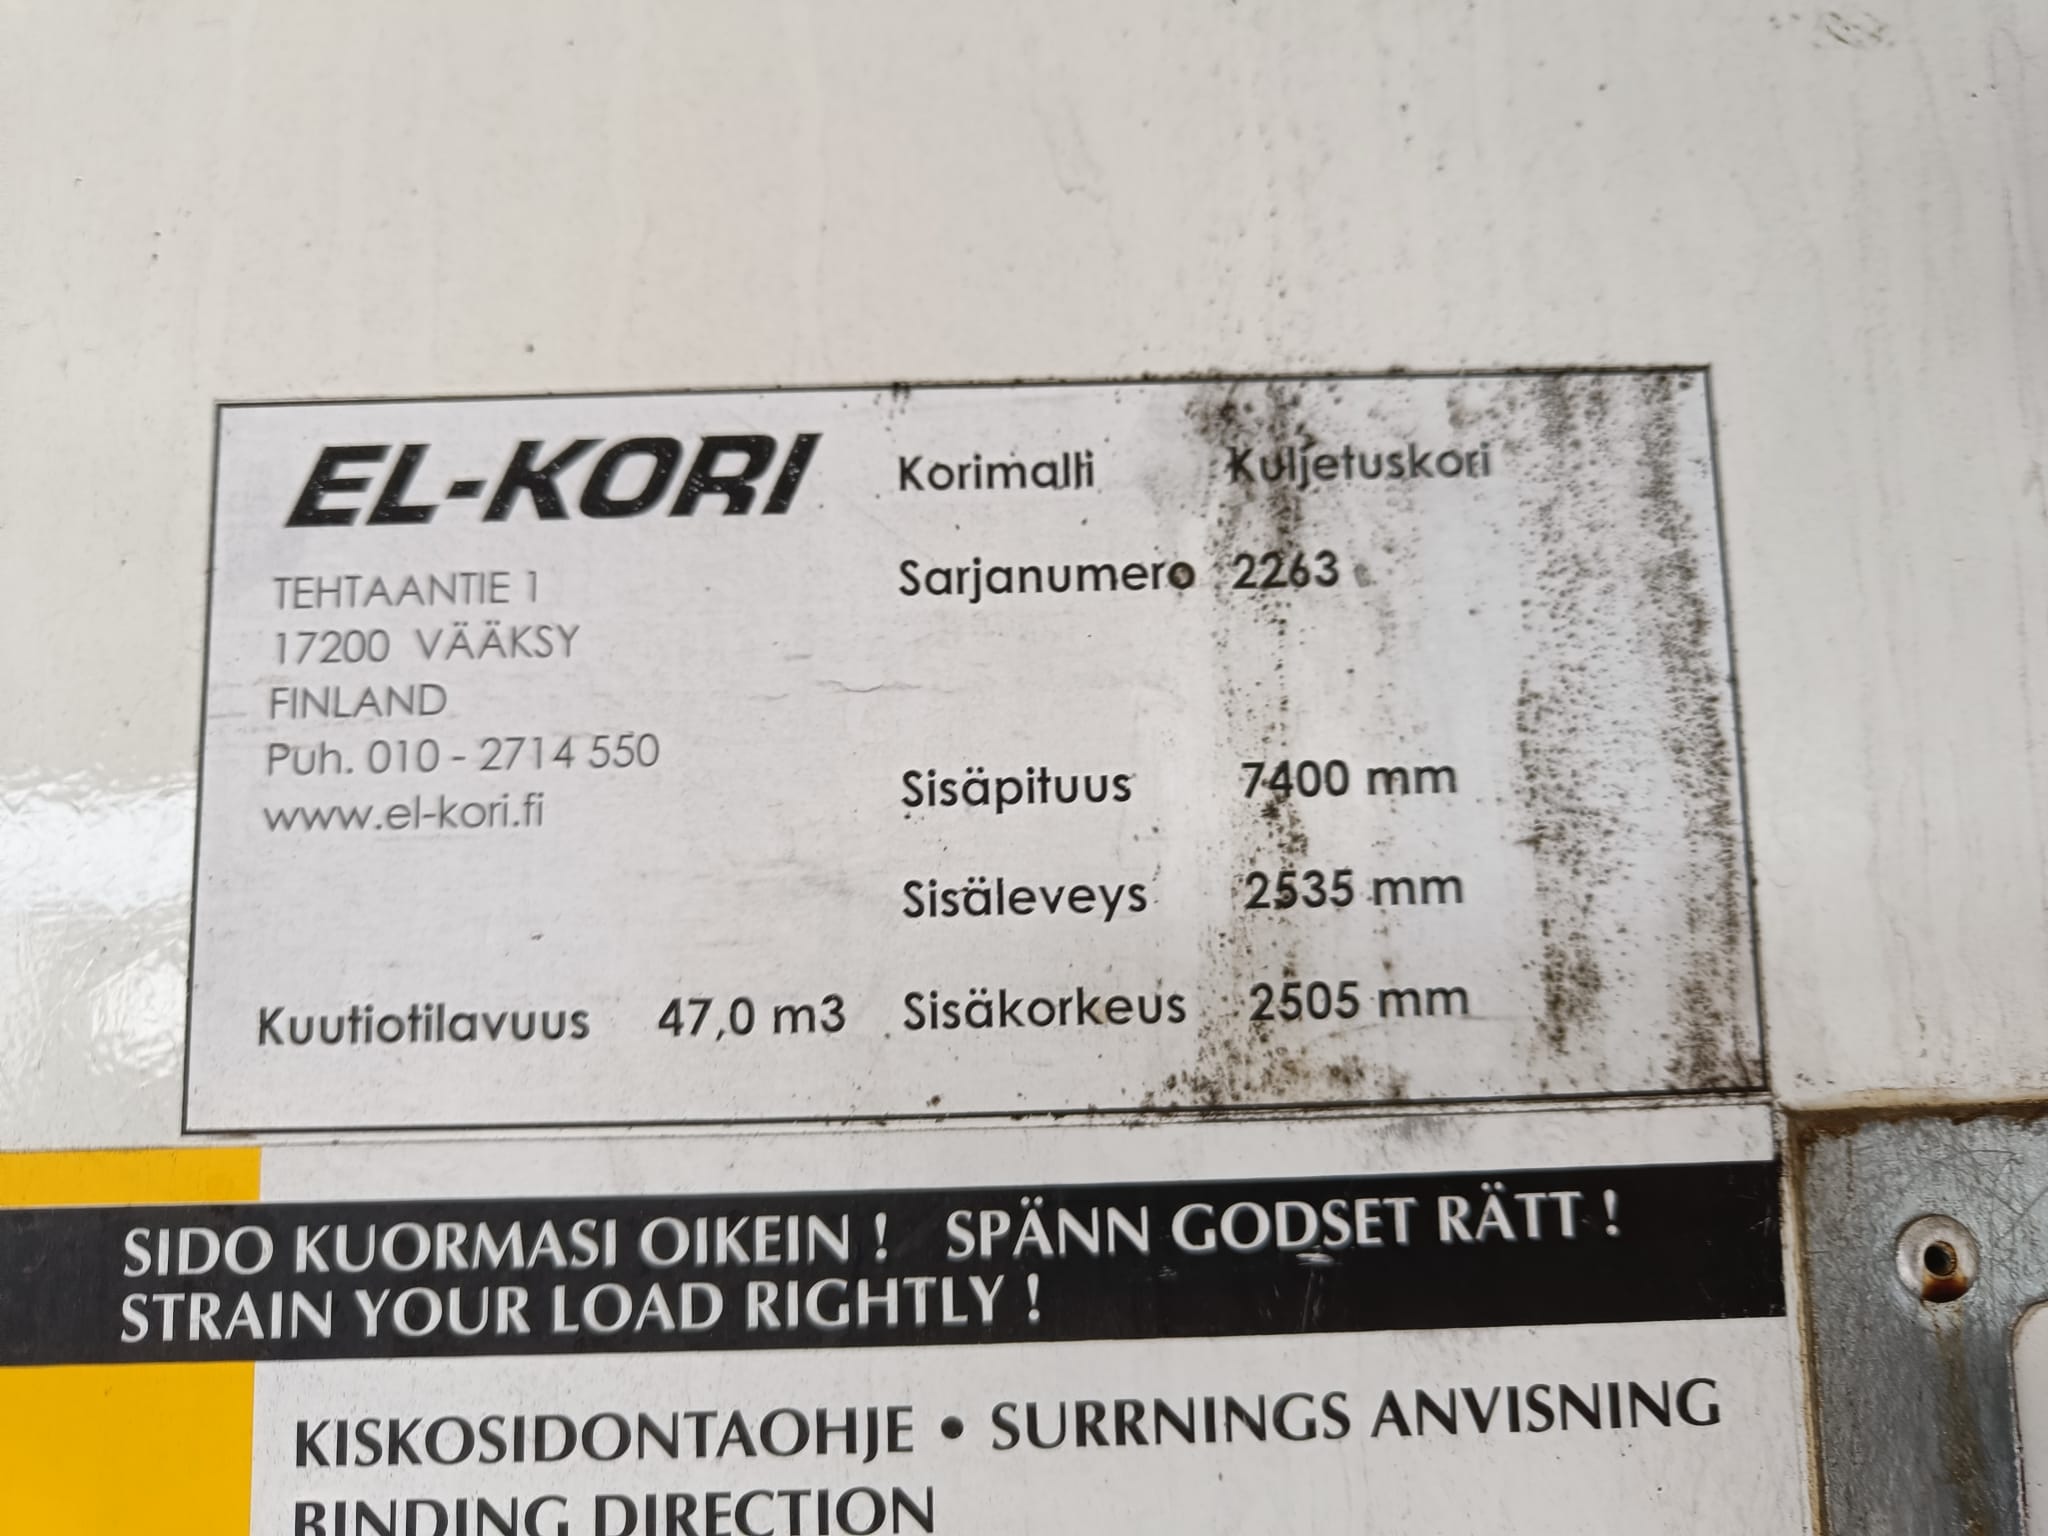 EL-KORI
TEHTAANTIE 1
17200 VÄÄKSY
FINLAND
Puh. 010 - 2714 550
www.el-kori.fi
Korimalli Kuljetuskori
Sarjanumero 2263
Sisäpituus 7400 mm
Sisäleveys 2535 mm
Kuutiotilavuus 47,0 m3 Sisäkorkeus 2505 mm
SIDO KUORMASI OIKEIN ! SPÄNN GODSET RÄTT !
STRAIN YOUR LOAD RIGHTLY !
KISKOSIDONTAOHJE • SURRNINGS ANVISNING
BINDING DIRECTION